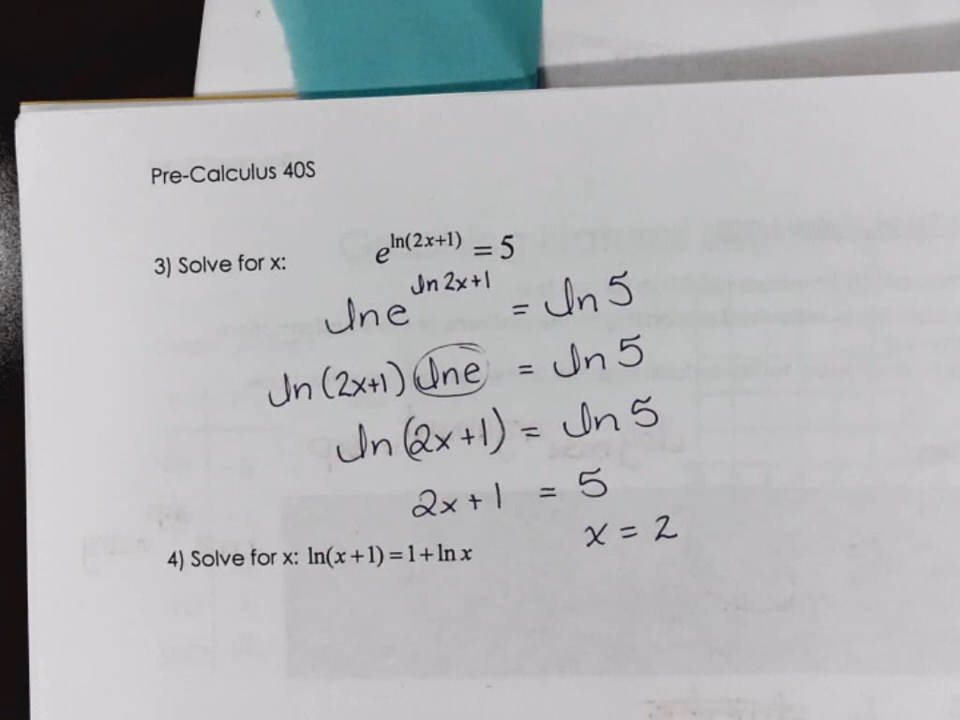 Pre-Calculus 40S
3) Solve for x: e^ln(2x+1) = 5
ln e^ln 2x+1 = ln 5
ln (2x+1) ln e = ln 5
ln (2x+1) = ln 5
2x + 1 = 5
x = 2
4) Solve for x: ln(x+1) = 1 + ln x